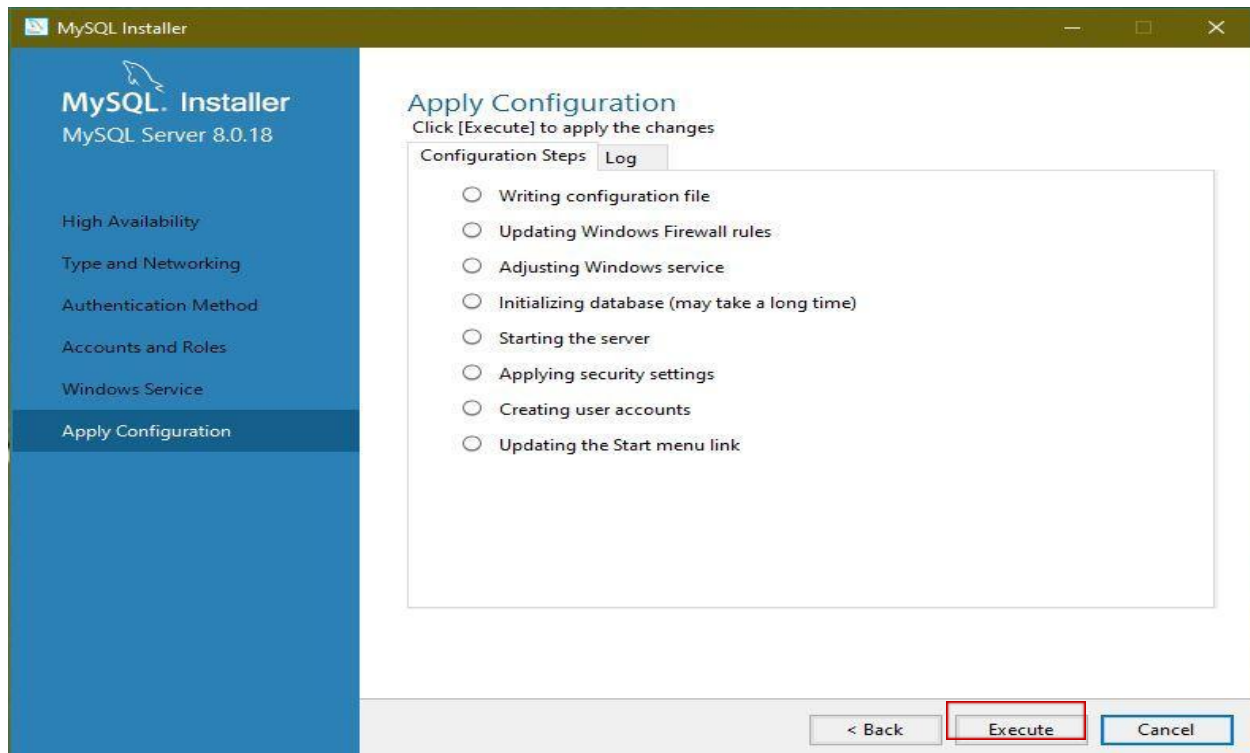 MySQL Installer
MySQL. Installer
MySQL Server 8.0.18
High Availability
Type and Networking
Authentication Method
Accounts and Roles
Windows Service
Apply Configuration
Apply Configuration
Click [Execute] to apply the changes
Configuration Steps Log
Writing configuration file
Updating Windows Firewall rules
Adjusting Windows service
Initializing database (may take a long time)
Starting the server
Applying security settings
Creating user accounts
Updating the Start menu link
< Back Execute Cancel